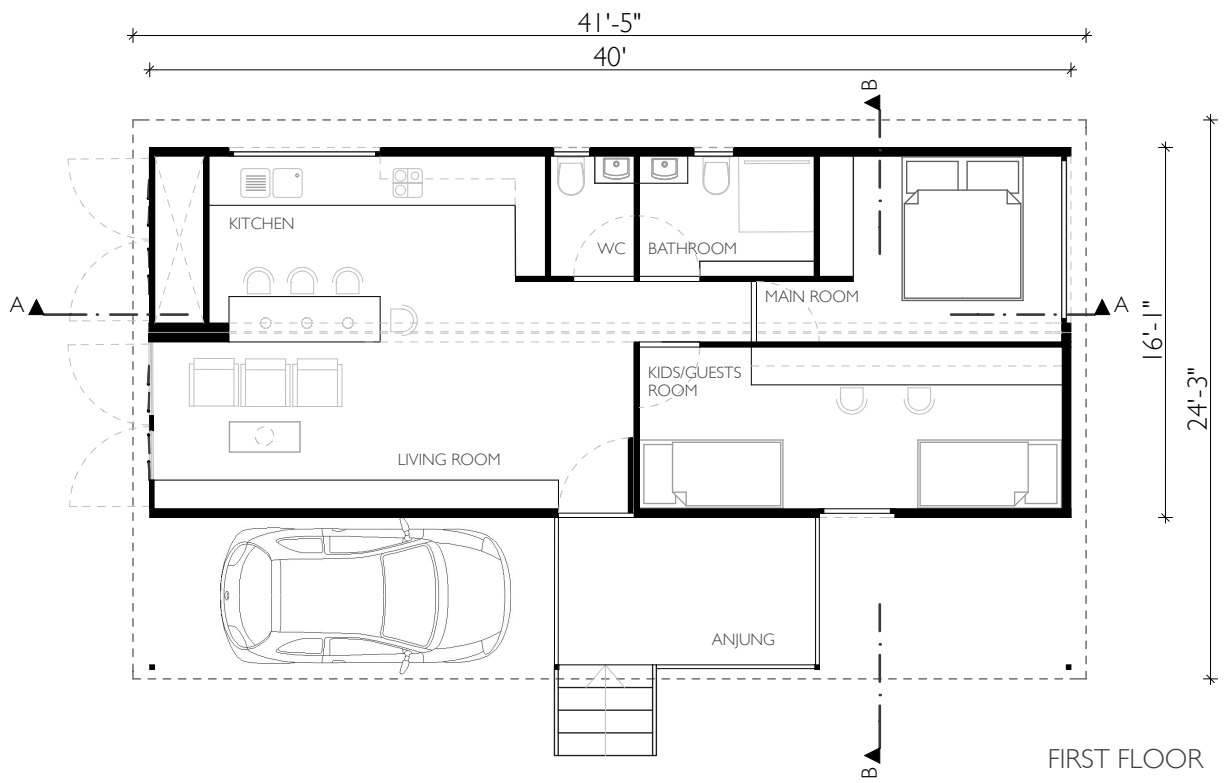 41'-5"
40'
B
KITCHEN
WC
BATHROOM
MAIN ROOM
A
A
16'-1"
24'-3"
KIDS/GUESTS
ROOM
LIVING ROOM
ANJUNG
B
FIRST FLOOR